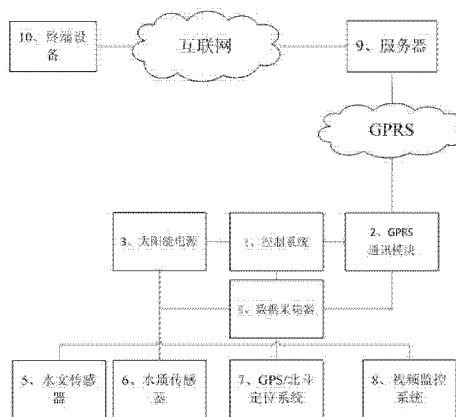 10、终端设
备
互联网
9、服务器
GPRS
3、太阳能电源
1、控制系统
2、GPRS
通讯模块
数据采集器
5、水文传感
器
6、水质传感
器
7、GPS/北斗
定位系统
8、视频监控
系统